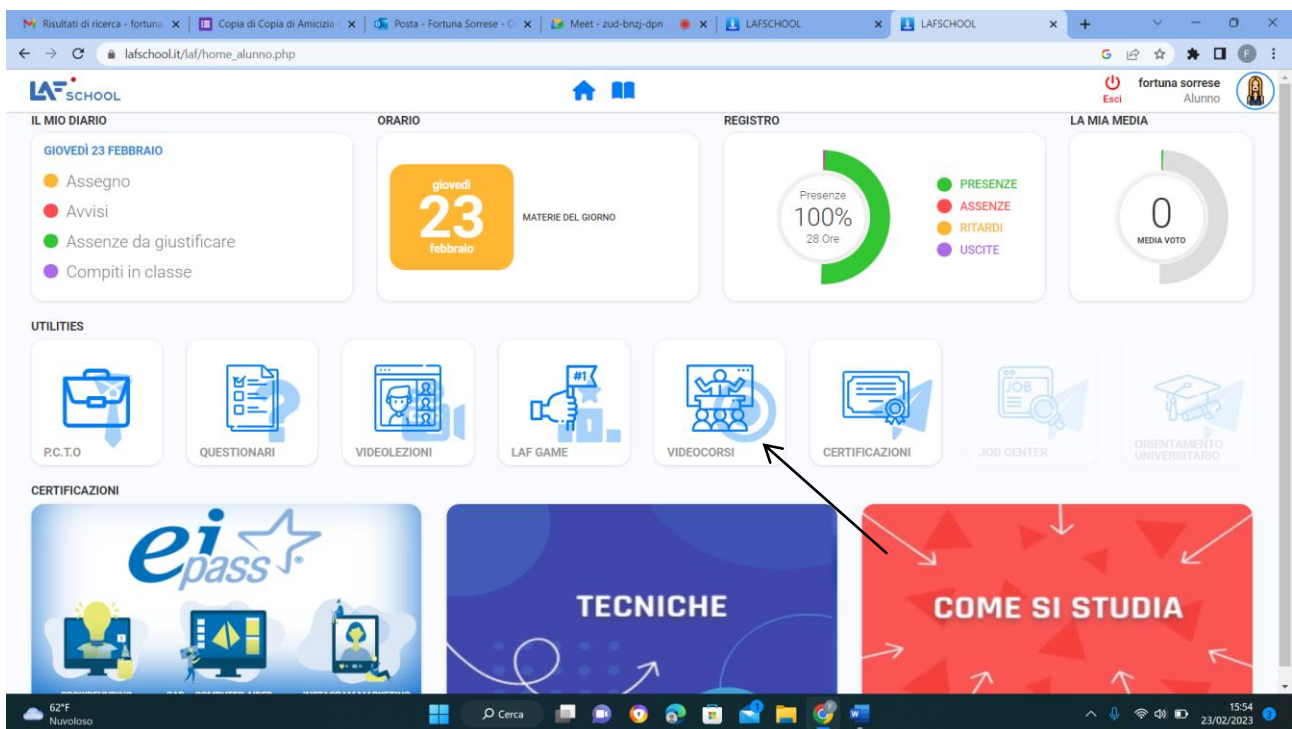 Risultati di ricerca - fortuna
Copia di Copia di Amicizia
Posta - Fortuna Sorrese - O
Meet - zud-bnzj-dpn
LAFSCHOOL
LAFSCHOOL
lafschool.it/laf/home_alunno.php
G
F
LAF SCHOOL
Esci
fortuna sorrese
Alunno
IL MIO DIARIO
ORARIO
REGISTRO
LA MIA MEDIA
GIOVEDÌ 23 FEBBRAIO
Assegno
Avvisi
Assenze da giustificare
Compiti in classe
giovedì
23
febbraio
MATERIE DEL GIORNO
Presenze
100%
28 Ore
PRESENZE
ASSENZE
RITARDI
USCITE
0
MEDIA VOTO
UTILITIES
#1
JOB
P.C.T.O
QUESTIONARI
VIDEOLEZIONI
LAF GAME
VIDEOCORSI
CERTIFICAZIONI
JOB CENTER
ORIENTAMENTO
UNIVERSITARIO
CERTIFICAZIONI
eipass®
TECNICHE
COME SI STUDIA
62°F
Nuvoloso
Cerca
15:54
23/02/2023
3